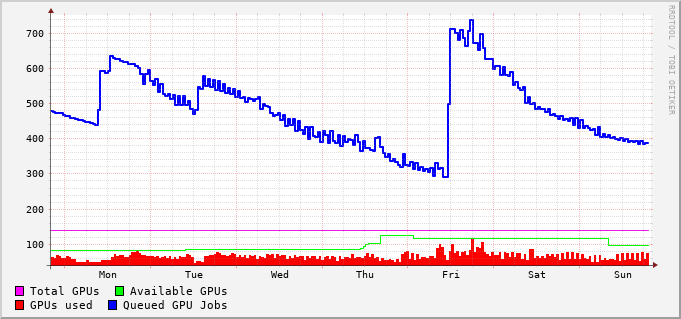 700
600
500
400
300
200
100
Mon Tue Wed Thu Fri Sat Sun
Total GPUs Available GPUs
GPUs used Queued GPU Jobs
RRDTOOL / TOBI OETIKER